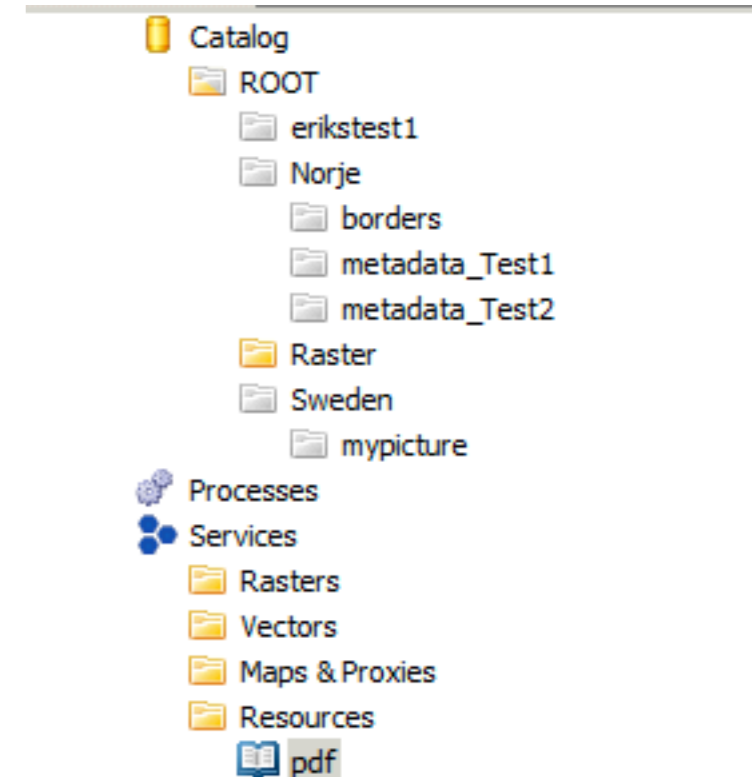 Catalog
ROOT
erikstest1
Norje
borders
metadata_Test1
metadata_Test2
Raster
Sweden
mypicture
Processes
Services
Rasters
Vectors
Maps & Proxies
Resources
pdf